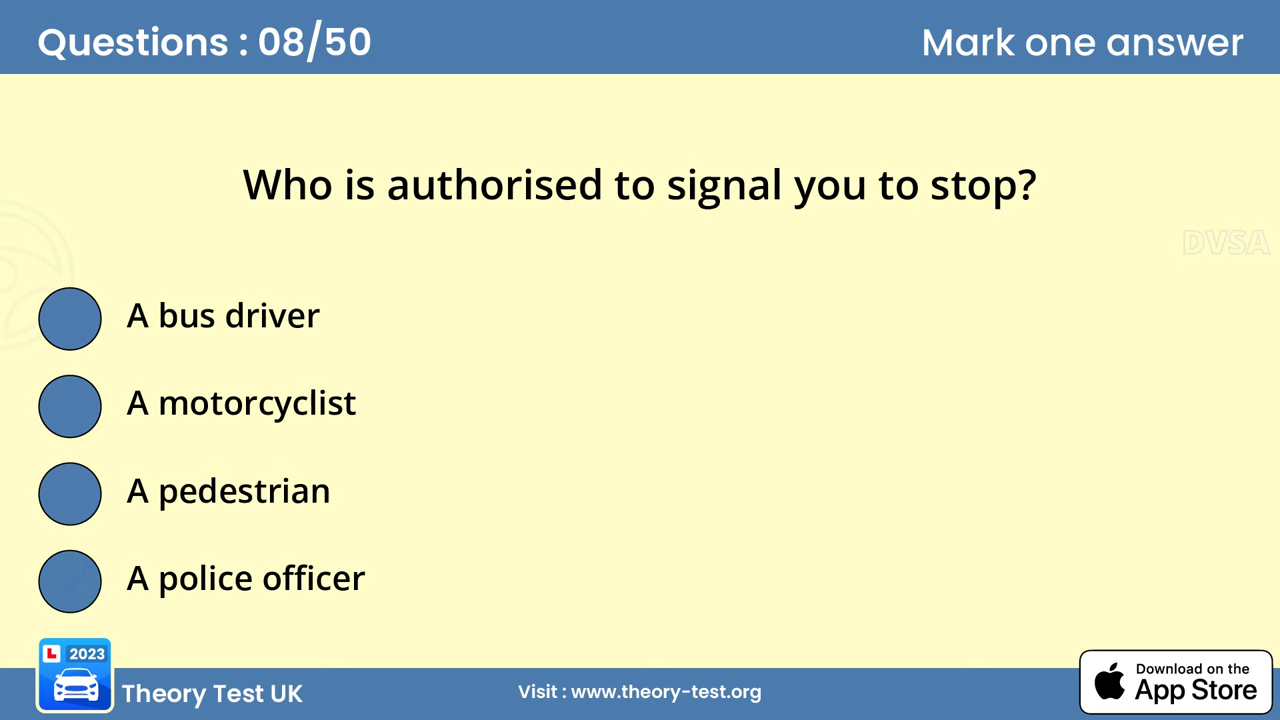 Questions : 08/50
Mark one answer
Who is authorised to signal you to stop?
DVSA
A bus driver
A motorcyclist
A pedestrian
A police officer
L 2023
Theory Test UK
Visit : www.theory-test.org
Download on the
App Store